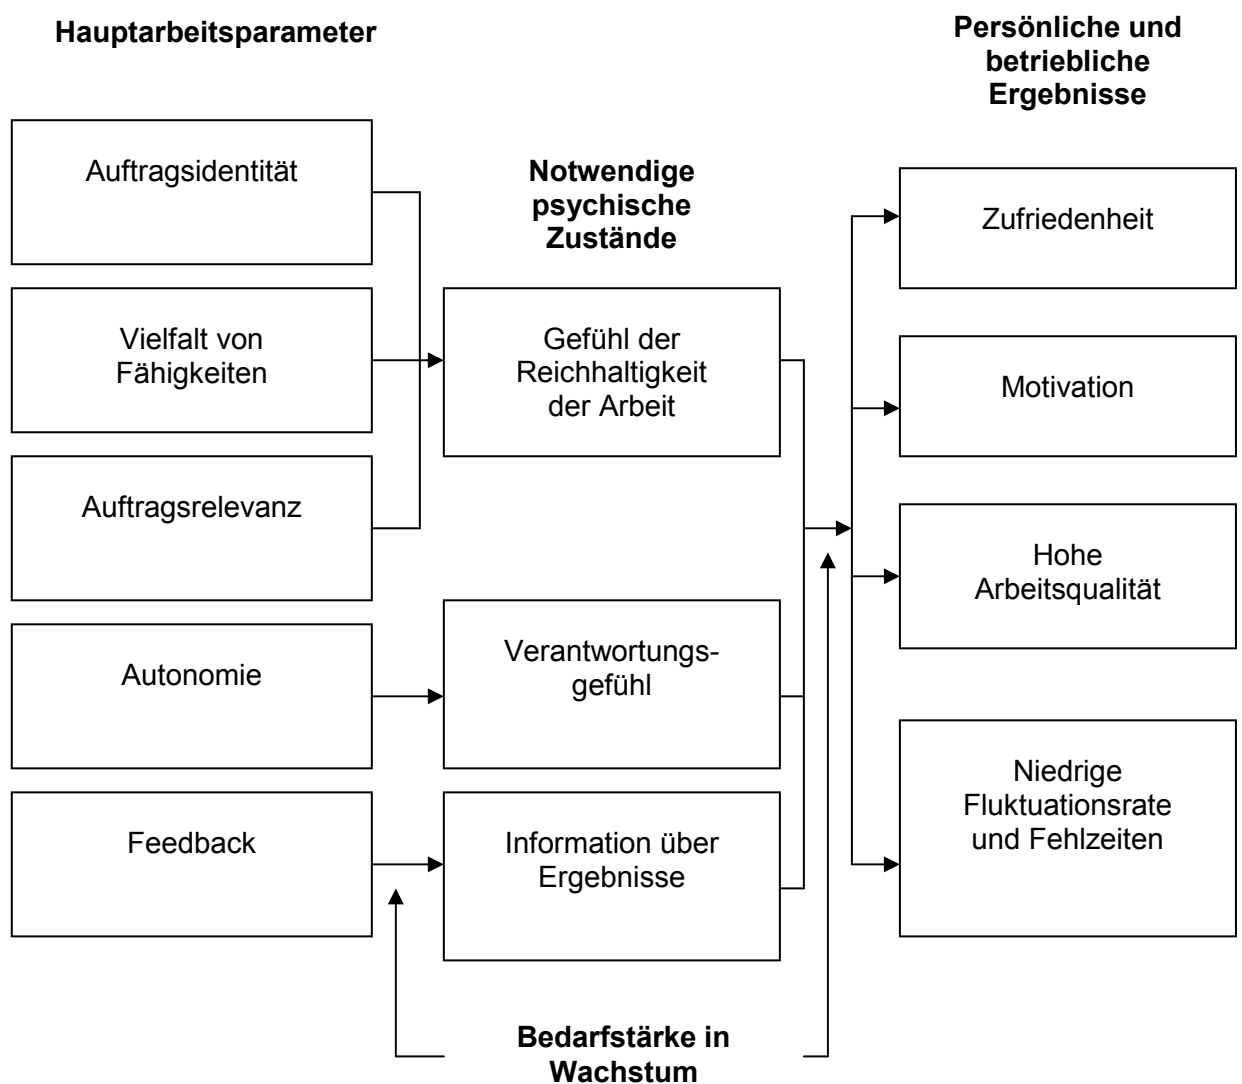 Hauptarbeitsparameter
Persönliche und
betriebliche
Ergebnisse
Notwendige
psychische
Zustände
Auftragsidentität
Vielfalt von
Fähigkeiten
Auftragsrelevanz
Autonomie
Feedback
Gefühl der
Reichhaltigkeit
der Arbeit
Verantwortungs-
gefühl
Information über
Ergebnisse
Zufriedenheit
Motivation
Hohe
Arbeitsqualität
Niedrige
Fluktuationsrate
und Fehlzeiten
Bedarfstärke in
Wachstum